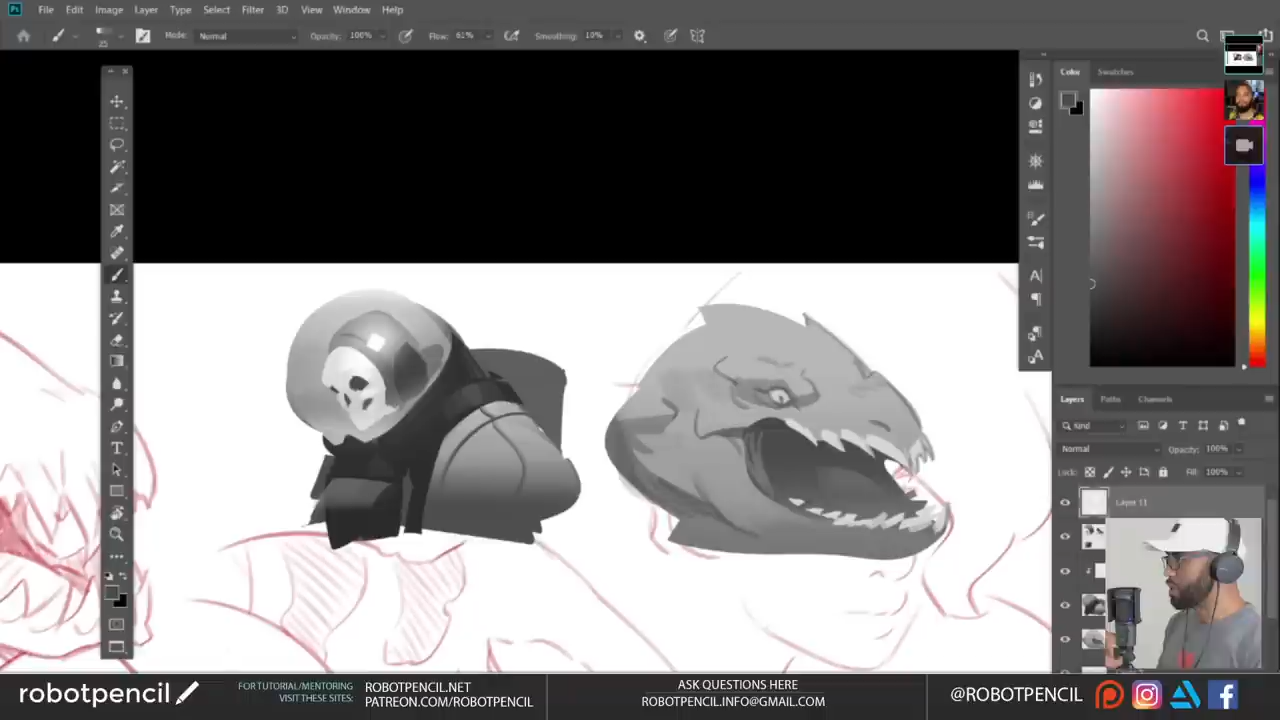 Ps File Edit Image Layer Type Select Filter 3D View Window Help
25 Mode: Normal Opacity: 100% Flow: 61% Smoothing: 10%
Color Swatches
Layers Paths Channels
Kind
Normal Opacity: 100%
Lock: Fill: 100%
Layer 11
robotpencil
FOR TUTORIAL/MENTORING
VISIT THESE SITES:
ROBOTPENCIL.NET
PATREON.COM/ROBOTPENCIL
ASK QUESTIONS HERE
ROBOTPENCIL.INFO@GMAIL.COM
@ROBOTPENCIL